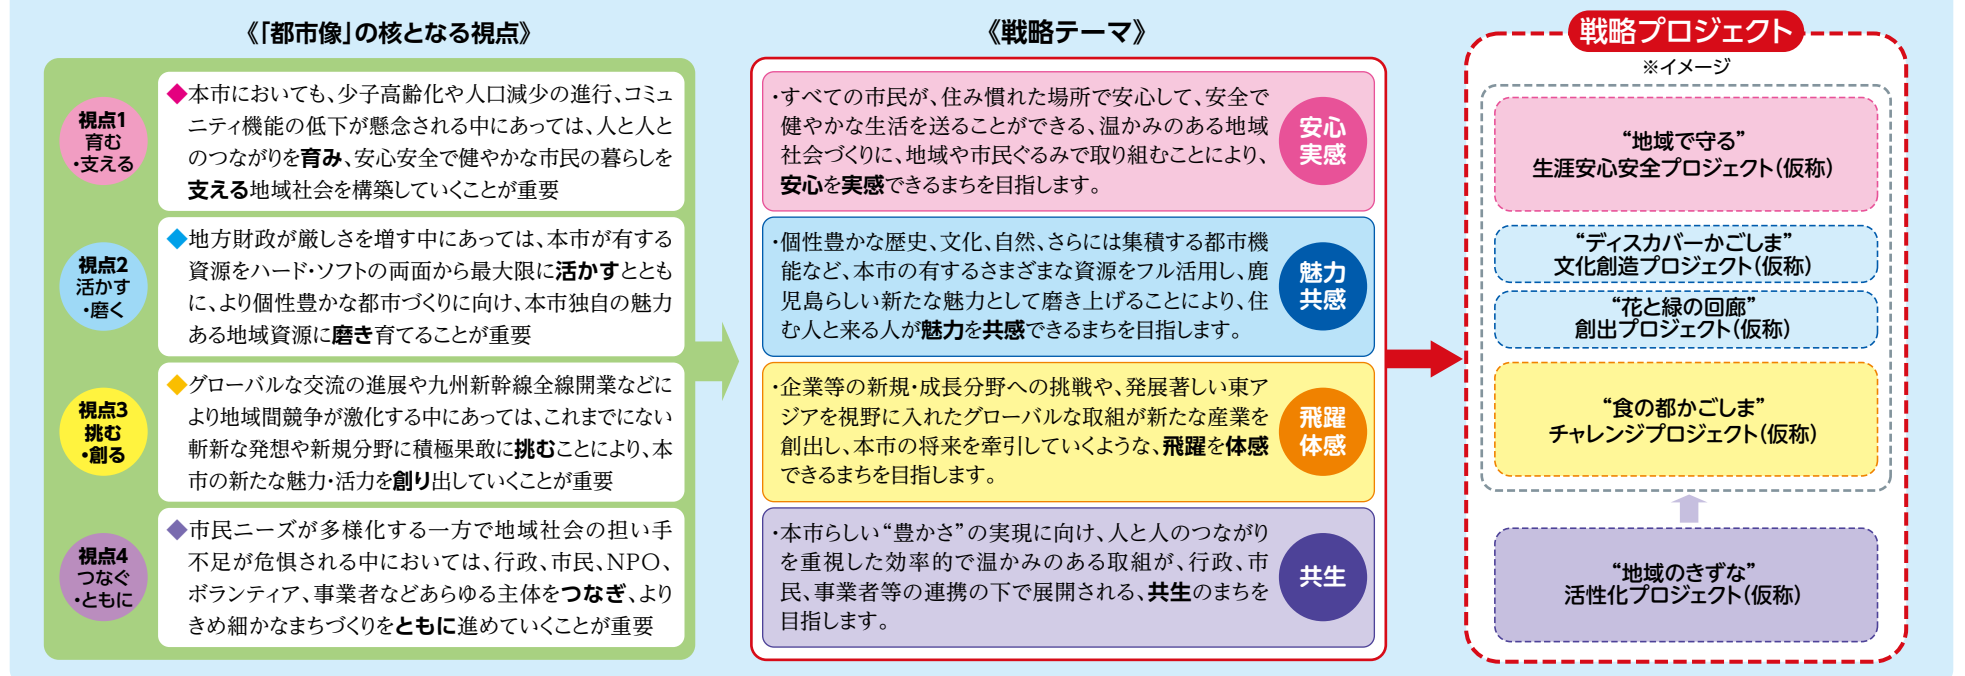 《「都市像」の核となる視点》
視点1
育む
・支える
◆本市においても、少子高齢化や人口減少の進行、コミュ
ニティ機能の低下が懸念される中にあっては、人と人と
のつながりを育み、安心安全で健やかな市民の暮らしを
支える地域社会を構築していくことが重要
視点2
活かす
・磨く
◆地方財政が厳しさを増す中にあっては、本市が有する
資源をハード・ソフトの両面から最大限に活かすととも
に、より個性豊かな都市づくりに向け、本市独自の魅力
ある地域資源に磨き育てることが重要
視点3
挑む
・創る
◆グローバルな交流の進展や九州新幹線全線開業などに
より地域間競争が激化する中にあっては、これまでにない
斬新な発想や新規分野に積極果敢に挑むことにより、本
市の新たな魅力・活力を創り出していくことが重要
視点4
つなぐ
・ともに
◆市民ニーズが多様化する一方で地域社会の担い手
不足が危惧される中においては、行政、市民、NPO、
ボランティア、事業者などあらゆる主体をつなぎ、より
きめ細かなまちづくりをともに進めていくことが重要
《戦略テーマ》
・すべての市民が、住み慣れた場所で安心して、安全で
健やかな生活を送ることができる、温かみのある地域
社会づくりに、地域や市民ぐるみで取り組むことにより、
安心を実感できるまちを目指します。
安心
実感
・個性豊かな歴史、文化、自然、さらには集積する都市機
能など、本市の有するさまざまな資源をフル活用し、鹿
児島らしい新たな魅力として磨き上げることにより、住
む人と来る人が魅力を共感できるまちを目指します。
魅力
共感
・企業等の新規・成長分野への挑戦や、発展著しい東ア
ジアを視野に入れたグローバルな取組が新たな産業を
創出し、本市の将来を牽引していくような、飛躍を体感
できるまちを目指します。
飛躍
体感
・本市らしい“豊かさ”の実現に向け、人と人のつながり
を重視した効率的で温かみのある取組が、行政、市
民、事業者等の連携の下で展開される、共生のまちを
目指します。
共生
戦略プロジェクト
※イメージ
“地域で守る”
生涯安心安全プロジェクト(仮称)
“ディスカバーかごしま”
文化創造プロジェクト(仮称)
“花と緑の回廊”
創出プロジェクト(仮称)
“食の都かごしま”
チャレンジプロジェクト(仮称)
“地域のきずな”
活性化プロジェクト(仮称)